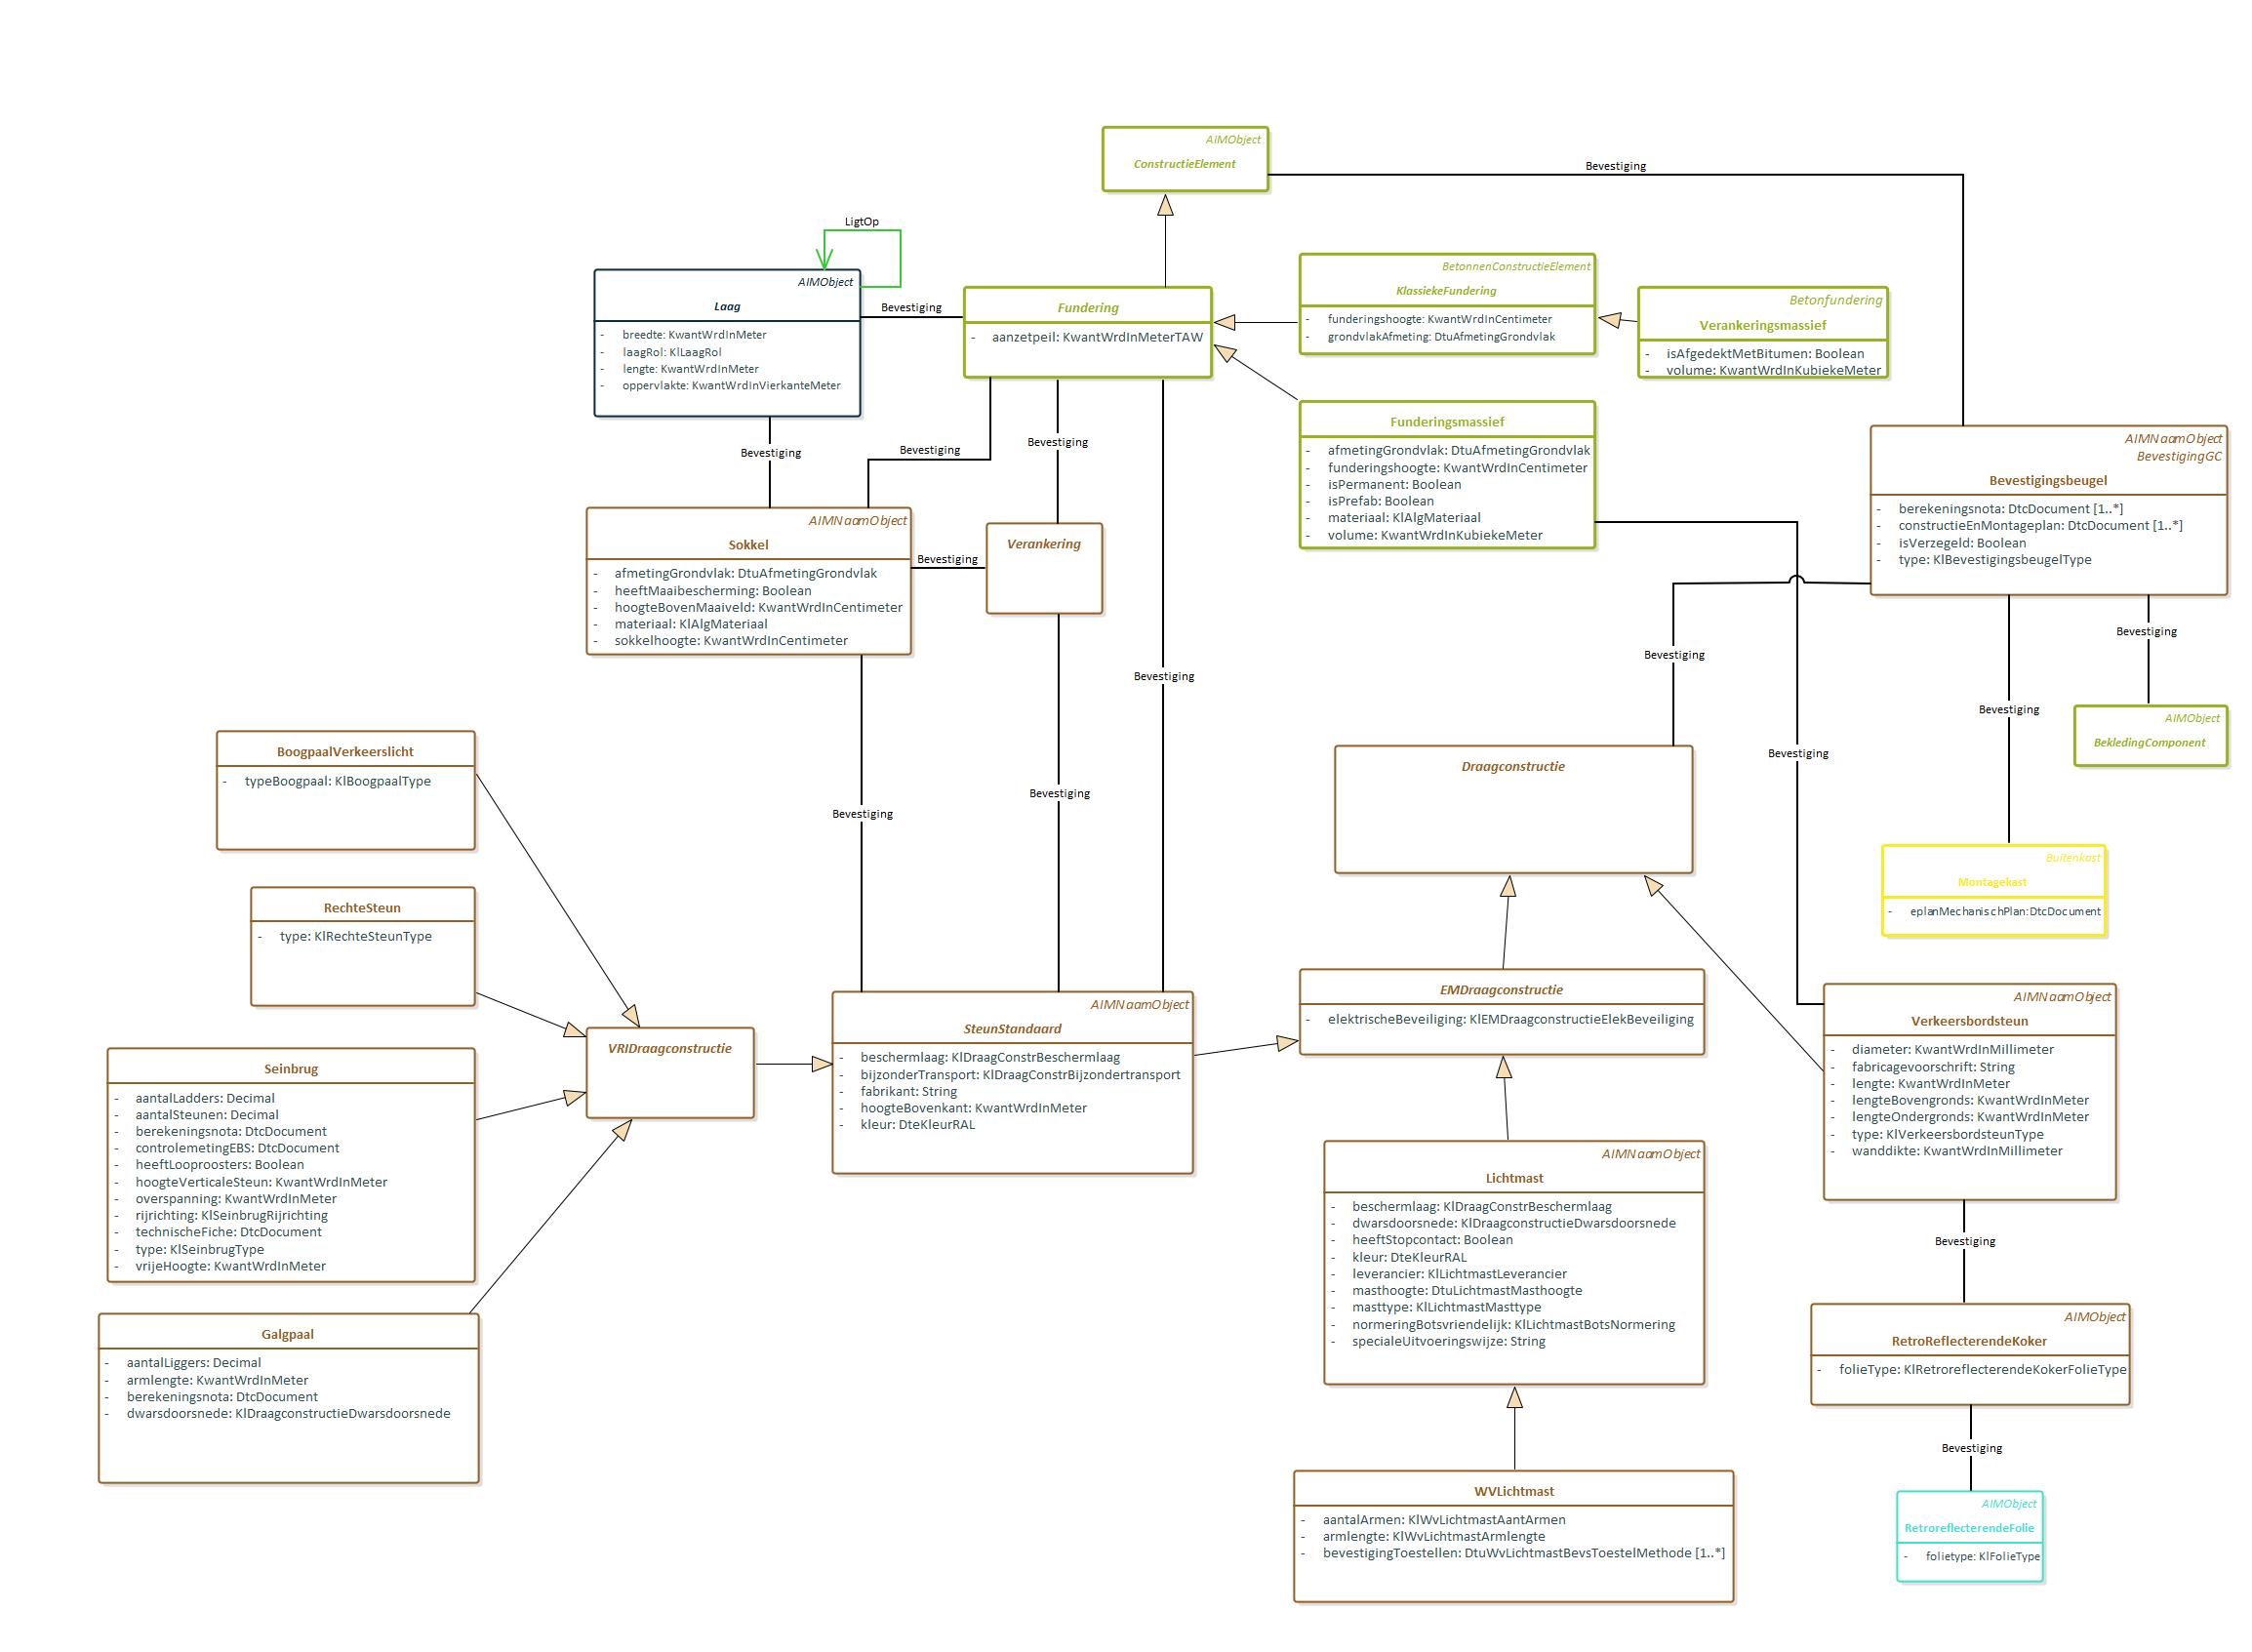 AIMObject
ConstructieElement
Bevestiging
LigtOp
AIMObject
Laag
- breedte: KwantWrdInMeter
- laagRol: KlLaagRol
- lengte: KwantWrdInMeter
- oppervlakte: KwantWrdInVierkanteMeter
Bevestiging
Fundering
- aanzetpeil: KwantWrdInMeterTAW
BetonnenConstructieElement
KlassiekeFundering
- funderingshoogte: KwantWrdInCentimeter
- grondvlakAfmeting: DtuAfmetingGrondvlak
Betonfundering
Verankeringsmassief
- isAfgedektMetBitumen: Boolean
- volume: KwantWrdInKubiekeMeter
Funderingsmassief
- afmetingGrondvlak: DtuAfmetingGrondvlak
- funderingshoogte: KwantWrdInCentimeter
- isPermanent: Boolean
- isPrefab: Boolean
- materiaal: KlAlgMateriaal
- volume: KwantWrdInKubiekeMeter
AIMNaamObject
BevestigingGC
Bevestigingsbeugel
- berekeningsnota: DtcDocument [1..*]
- constructieEnMontageplan: DtcDocument [1..*]
- isVerzegeld: Boolean
- type: KlBevestigingsbeugelType
Bevestiging
Bevestiging
Bevestiging
AIMNaamObject
Sokkel
- afmetingGrondvlak: DtuAfmetingGrondvlak
- heeftMaaibescherming: Boolean
- hoogteBovenMaaiveld: KwantWrdInCentimeter
- materiaal: KlAlgMateriaal
- sokkelhoogte: KwantWrdInCentimeter
Bevestiging
Verankering
Bevestiging
Bevestiging
Bevestiging
Bevestiging
AIMObject
BekledingComponent
Bevestiging
Bevestiging
Bevestiging
Bevestiging
BoogpaalVerkeerslicht
- typeBoogpaal: KlBoogpaalType
Draagconstructie
Buitenkast
Montagekast
- eplanMechanischPlan:DtcDocument
RechteSteun
- type: KlRechteSteunType
Seinbrug
- aantalLadders: Decimal
- aantalSteunen: Decimal
- berekeningsnota: DtcDocument
- controlemetingEBS: DtcDocument
- heeftLooproosters: Boolean
- hoogteVerticaleSteun: KwantWrdInMeter
- overspanning: KwantWrdInMeter
- rijrichting: KlSeinbrugRijrichting
- technischeFiche: DtcDocument
- type: KlSeinbrugType
- vrijeHoogte: KwantWrdInMeter
VRIDraagconstructie
AIMNaamObject
SteunStandaard
- beschermlaag: KlDraagConstrBeschermlaag
- bijzonderTransport: KlDraagConstrBijzondertransport
- fabrikant: String
- hoogteBovenkant: KwantWrdInMeter
- kleur: DteKleurRAL
EMDraagconstructie
- elektrischeBeveiliging: KlEMDraagconstructieElekBeveiliging
AIMNaamObject
Verkeersbordsteun
- diameter: KwantWrdInMillimeter
- fabricagevoorschrift: String
- lengte: KwantWrdInMeter
- lengteBovengronds: KwantWrdInMeter
- lengteOndergronds: KwantWrdInMeter
- type: KlVerkeersbordsteunType
- wanddikte: KwantWrdInMillimeter
AIMNaamObject
Lichtmast
- beschermlaag: KlDraagConstrBeschermlaag
- dwarsdoorsnede: KlDraagconstructieDwarsdoorsnede
- heeftStopcontact: Boolean
- kleur: DteKleurRAL
- leverancier: KlLichtmastLeverancier
- masthoogte: DtuLichtmastMasthoogte
- masttype: KlLichtmastMasttype
- normeringBotsvriendelijk: KlLichtmastBotsNormering
- specialeUitvoeringswijze: String
Bevestiging
Galgpaal
- aantalLiggers: Decimal
- armlengte: KwantWrdInMeter
- berekeningsnota: DtcDocument
- dwarsdoorsnede: KlDraagconstructieDwarsdoorsnede
AIMObject
RetroReflecterendeKoker
- folieType: KlRetroreflecterendeKokerFolieType
Bevestiging
WVLichtmast
- aantalArmen: KlWvLichtmastAantArmen
- armlengte: KlWvLichtmastArmlengte
- bevestigingToestellen: DtuWvLichtmastBevsToestelMethode [1..*]
AIMObject
RetroreflecterendeFolie
- folietype: KlFolieType